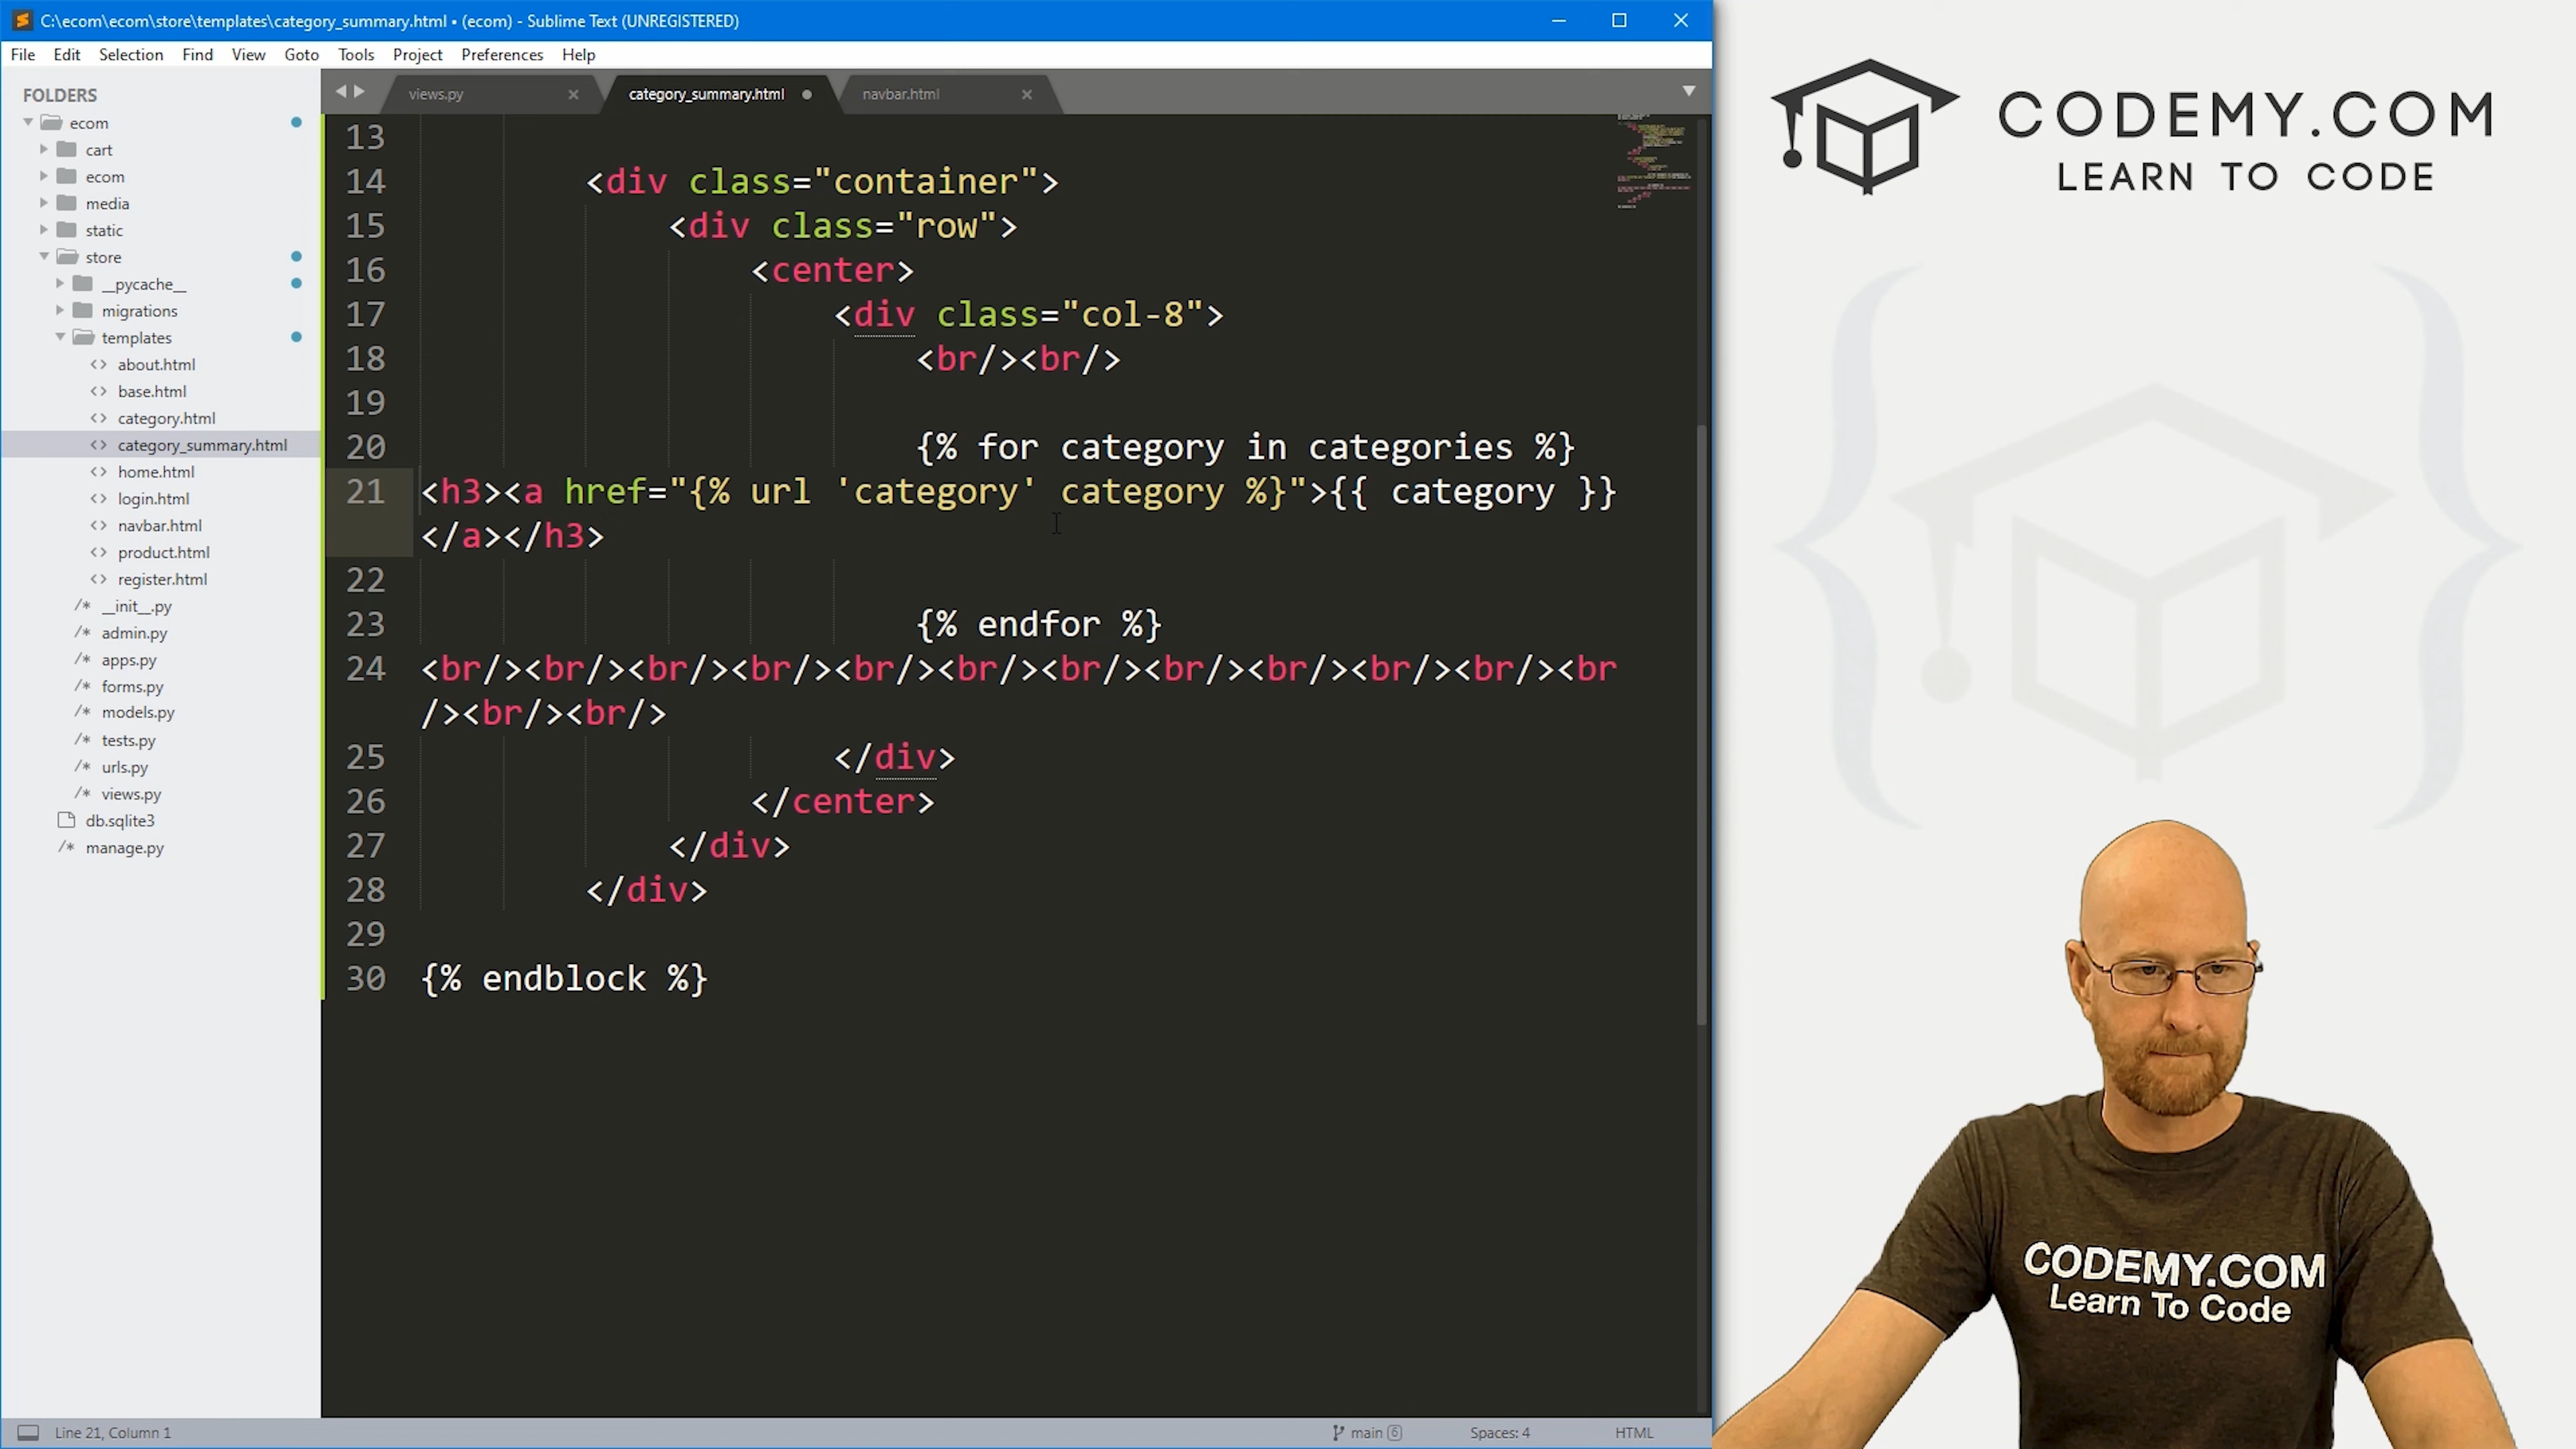 C:\ecom\ecom\store\templates\category_summary.html • (ecom) - Sublime Text (UNREGISTERED)
File Edit Selection Find View Goto Tools Project Preferences Help
FOLDERS
ecom
cart
ecom
media
static
store
__pycache__
migrations
templates
<> about.html
<> base.html
<> category.html
<> category_summary.html
<> home.html
<> login.html
<> navbar.html
<> product.html
<> register.html
/* __init__.py
/* admin.py
/* apps.py
/* forms.py
/* models.py
/* tests.py
/* urls.py
/* views.py
db.sqlite3
/* manage.py
views.py × category_summary.html • navbar.html ×
13
14 <div class="container">
15 <div class="row">
16 <center>
17 <div class="col-8">
18 <br/><br/>
19
20 {% for category in categories %}
21 <h3><a href="{% url 'category' category %}">{{ category }}
</a></h3>
22
23 {% endfor %}
24 <br/><br/><br/><br/><br/><br/><br/><br/><br/><br/><br/><br
/><br/><br/>
25 </div>
26 </center>
27 </div>
28 </div>
29
30 {% endblock %}
Line 21, Column 1
main 6
Spaces: 4
HTML
CODEMY.COM
LEARN TO CODE
CODEMY.COM
Learn To Code